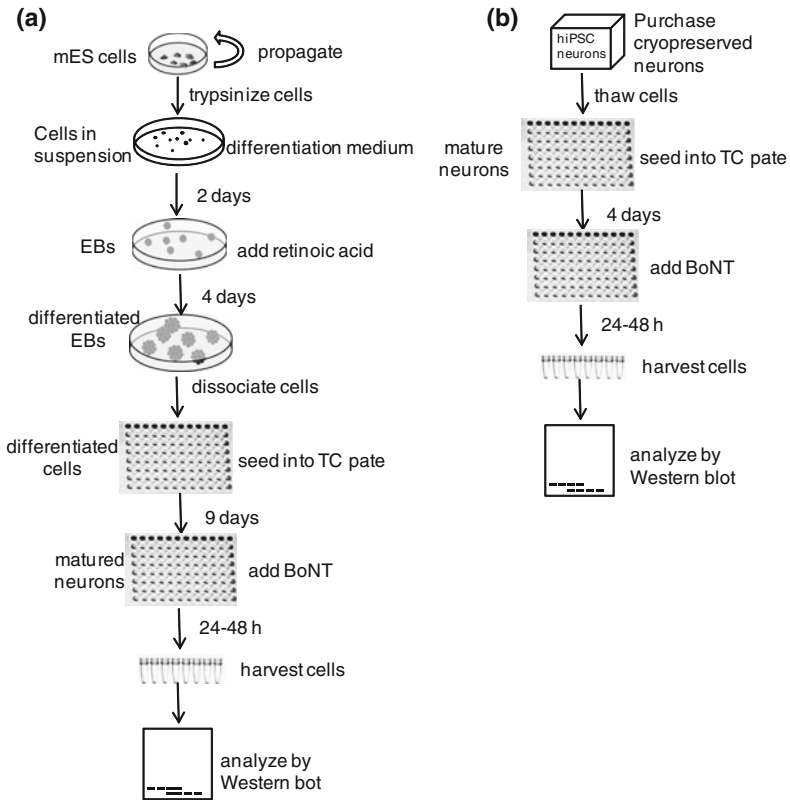 (a)
mES cells
propagate
trypsinize cells
Cells in
suspension
differentiation medium
2 days
EBs
add retinoic acid
4 days
differentiated
EBs
dissociate cells
differentiated
cells
seed into TC pate
9 days
matured
neurons
add BoNT
24-48 h
harvest cells
analyze by
Western bot
(b)
hiPSC
neurons
Purchase
cryopreserved
neurons
thaw cells
mature
neurons
seed into TC pate
4 days
add BoNT
24-48 h
harvest cells
analyze by
Western blot